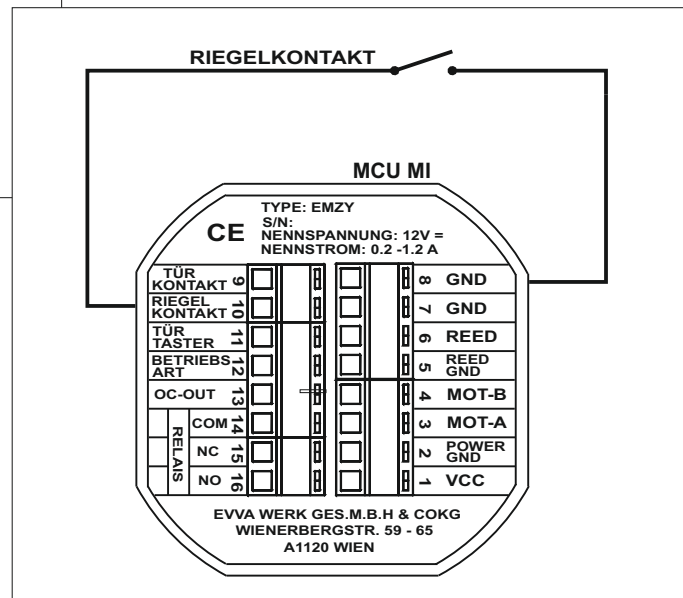 RIEGELKONTAKT
MCU MI
CE
TYPE: EMZY
S/N:
NENNSPANNUNG: 12V =
NENNSTROM: 0.2 -1.2 A
TÜR
KONTAKT 9
RIEGEL
KONTAKT 10
TÜR
TASTER 11
BETRIEBS
ART 12
OC-OUT 13
RELAIS
COM 14
NC 15
NO 16
8 GND
7 GND
6 REED
5 REED
GND
4 MOT-B
3 MOT-A
2 POWER
GND
1 VCC
EVVA WERK GES.M.B.H & COKG
WIENERBERGSTR. 59 - 65
A1120 WIEN